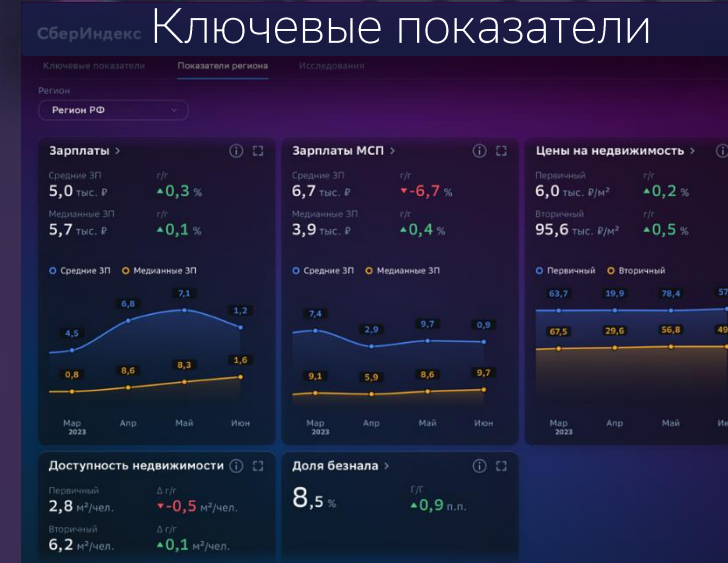 СберИндекс Ключевые показатели
Ключевые показатели Показатели региона Исследования
Регион
Регион РФ
Зарплаты >
Средние ЗП г/г
5,0 тыс. ₽ ▲0,3 %
Медианные ЗП г/г
5,7 тыс. ₽ ▲0,1 %
Средние ЗП Медианные ЗП
4,5 6,8 7,1 1,2
0,8 8,6 8,3 1,6
Мар Апр Май Июн
2023
Зарплаты МСП >
Средние ЗП г/г
6,7 тыс. ₽ ▼-6,7 %
Медианные ЗП г/г
3,9 тыс. ₽ ▲0,4 %
Средние ЗП Медианные ЗП
7,4 2,9 9,7 0,9
9,1 5,9 8,6 9,7
Мар Апр Май Июн
2023
Цены на недвижимость >
Первичный г/г
6,0 тыс. ₽/м² ▲0,2 %
Вторичный г/г
95,6 тыс. ₽/м² ▲0,5 %
Первичный Вторичный
63,7 19,9 78,4 57
67,5 29,6 56,8 49
Мар Апр Май
2023
Доступность недвижимости
Первичный Δ г/г
2,8 м²/чел. ▼-0,5 м²/чел.
Вторичный Δ г/г
6,2 м²/чел. ▲0,1 м²/чел.
Доля безнала >
Г/Г
8,5 % ▲0,9 п.п.